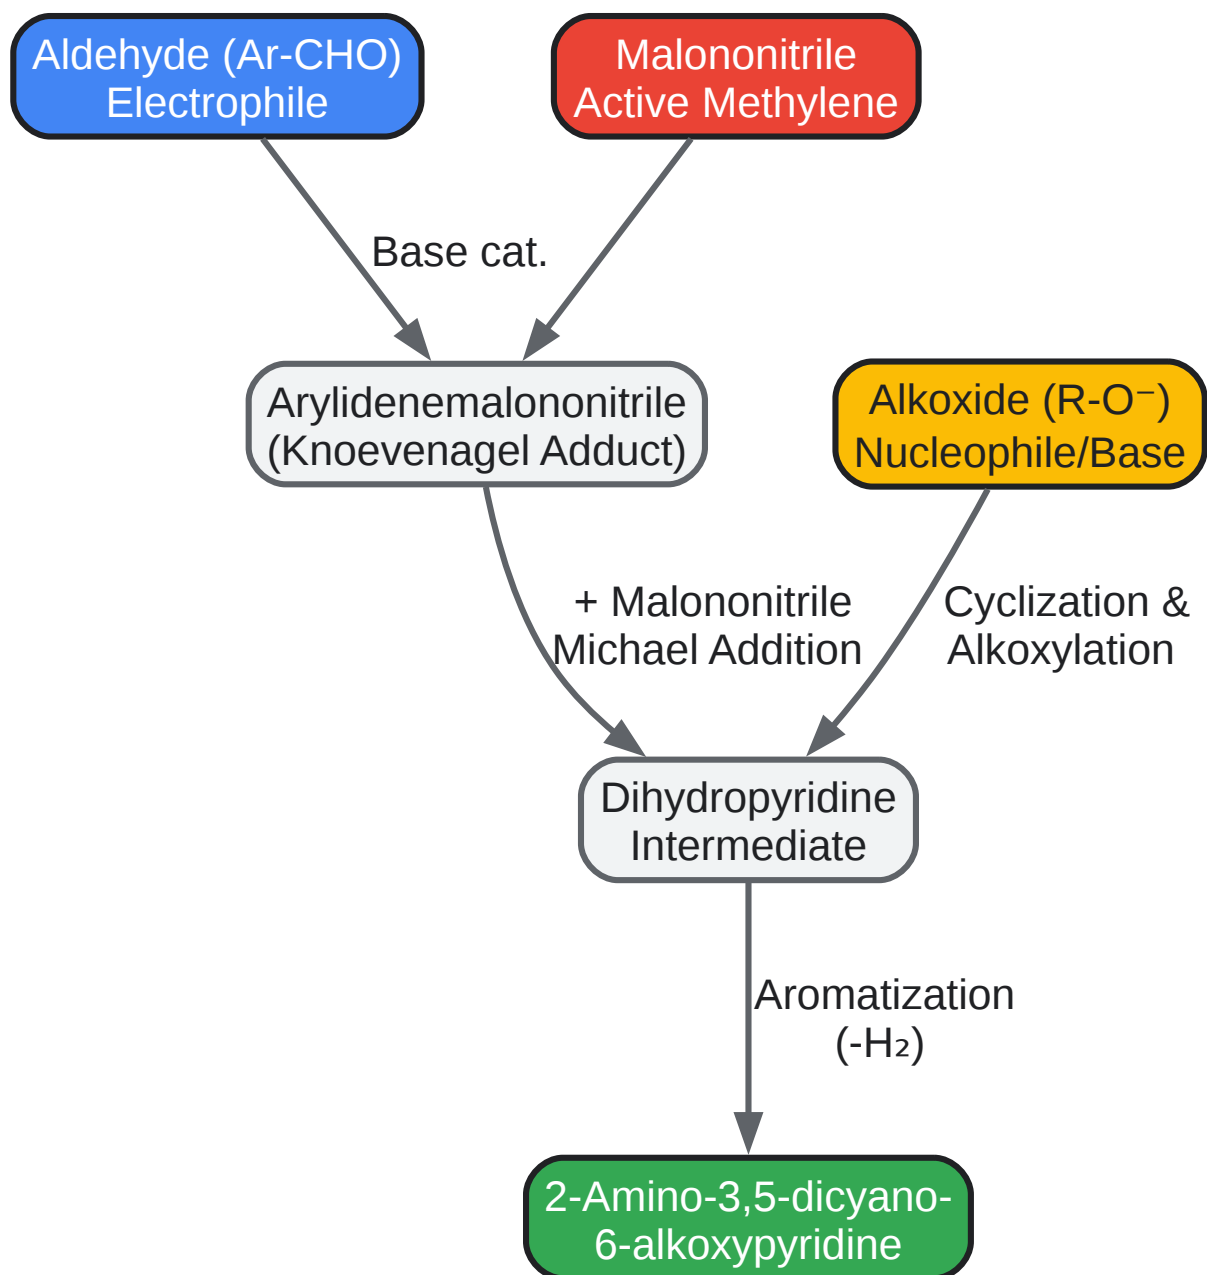 Aldehyde (Ar-CHO)
Electrophile
Malononitrile
Active Methylene
Base cat.
Arylidenemalononitrile
(Knoevenagel Adduct)
Alkoxide (R-O⁻)
Nucleophile/Base
+ Malononitrile
Michael Addition
Cyclization &
Alkoxylation
Dihydropyridine
Intermediate
Aromatization
(-H₂)
2-Amino-3,5-dicyano-
6-alkoxypyridine